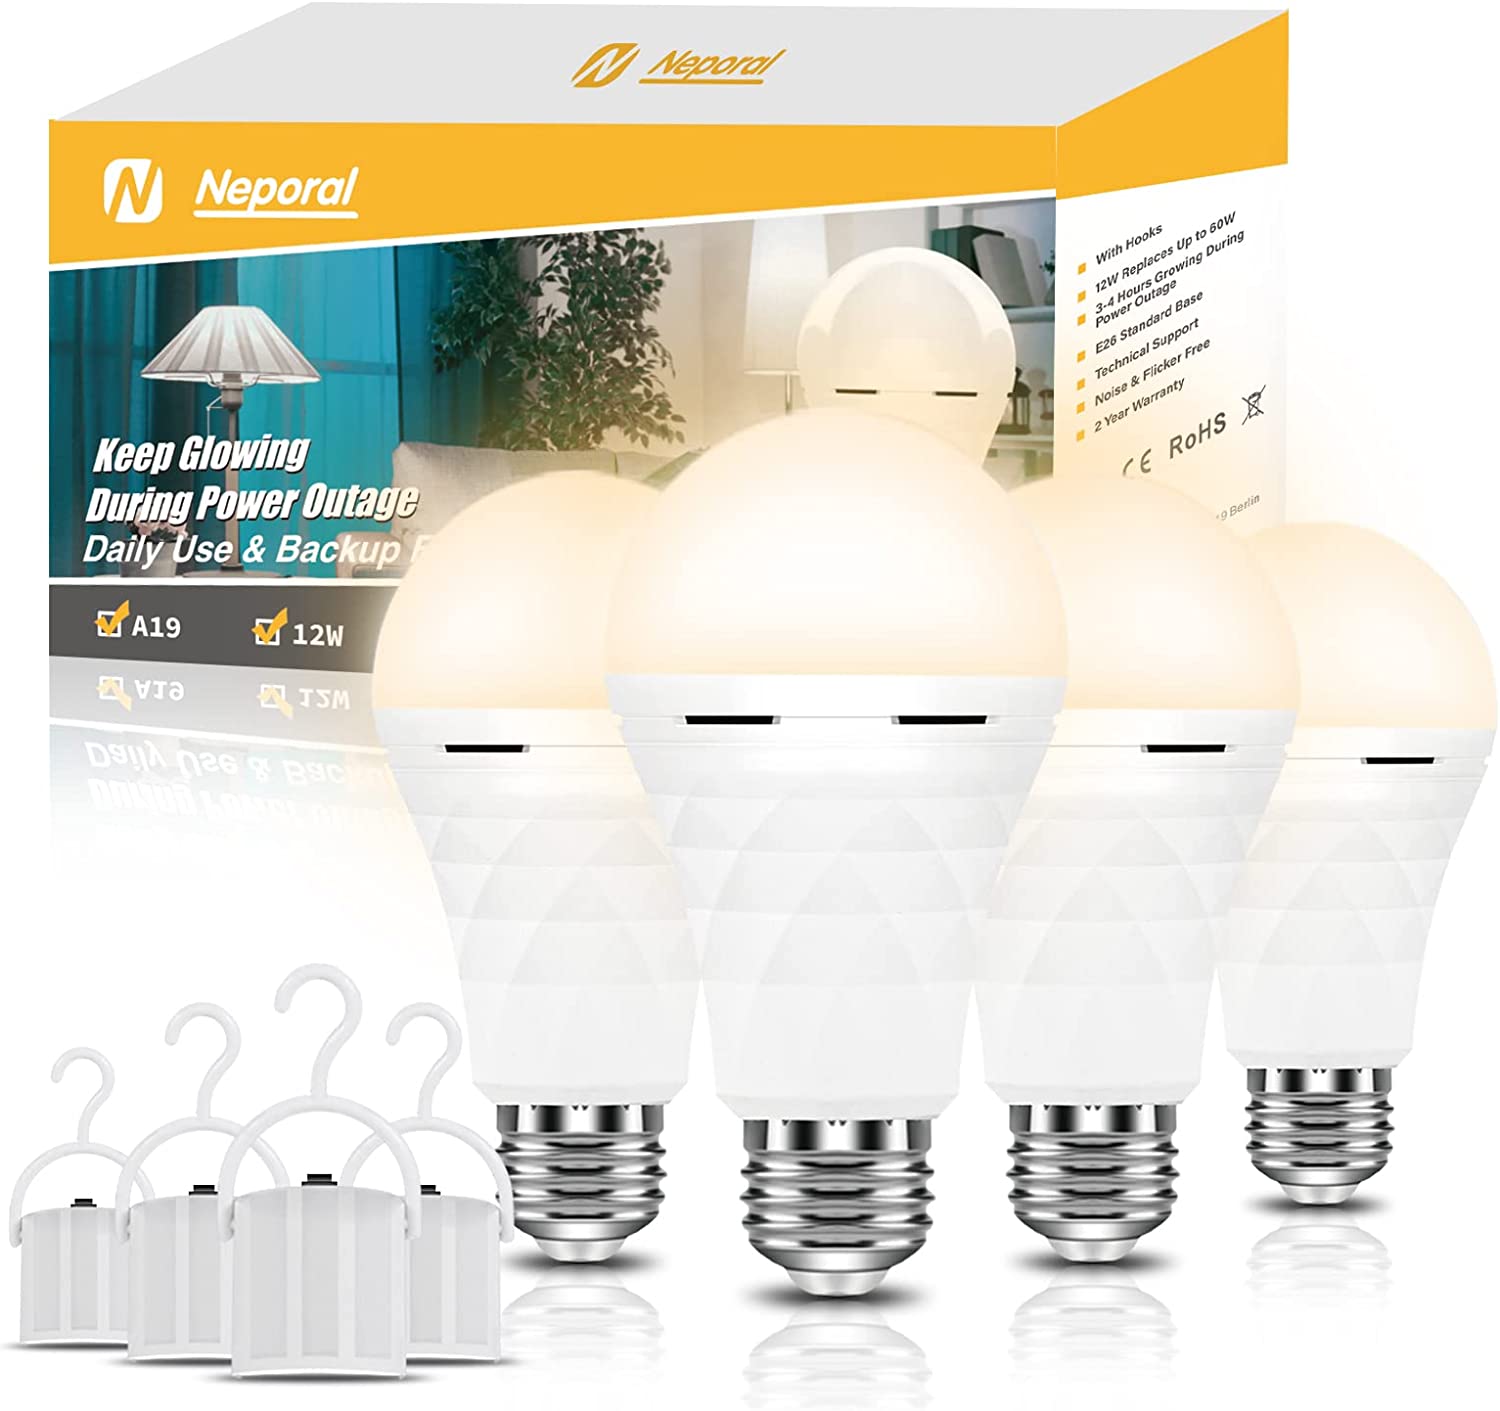 Neporal
N Neporal
Keep Glowing
During Power Outage
Daily Use & Backup
A19
12W
With Hooks
12W Replaces Up to 60W
3-4 Hours Growing During
Power Outage
E26 Standard Base
Technical Support
Noise & Flicker Free
2 Year Warranty
CE RoHS
9 Berlin